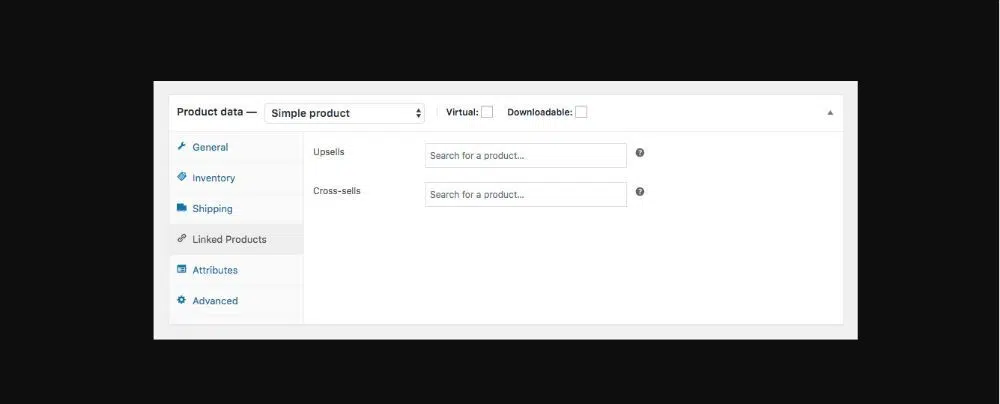 Product data — Simple product Virtual: Downloadable:
General
Inventory
Shipping
Linked Products
Attributes
Advanced
Upsells Search for a product...
Cross-sells Search for a product...